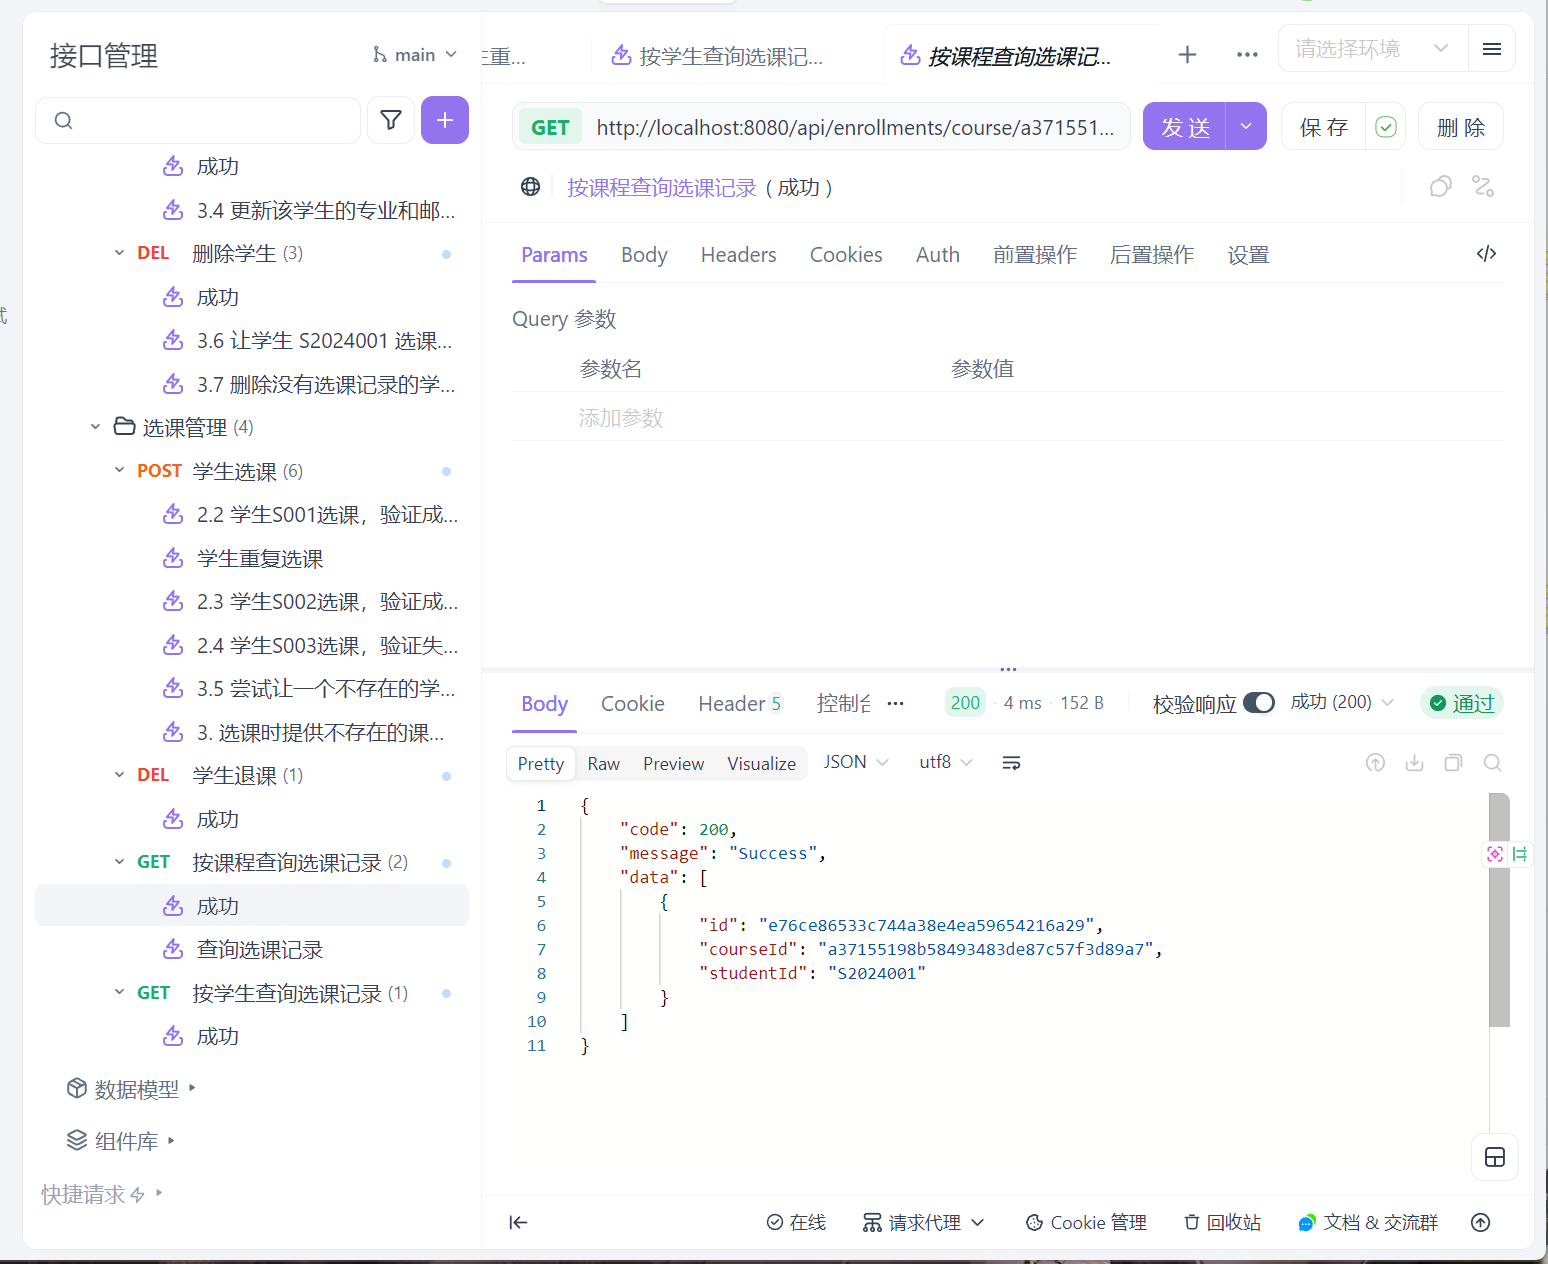 接口管理
main
主重...
按学生查询选课记...
按课程查询选课记...
请选择环境
GET
http://localhost:8080/api/enrollments/course/a371551...
发 送
保 存
删 除
按课程查询选课记录 ( 成功 )
Params
Body
Headers
Cookies
Auth
前置操作
后置操作
设置
Query 参数
参数名
参数值
添加参数
成功
3.4 更新该学生的专业和邮...
DEL 删除学生 (3)
成功
3.6 让学生 S2024001 选课...
3.7 删除没有选课记录的学...
选课管理 (4)
POST 学生选课 (6)
2.2 学生S001选课，验证成...
学生重复选课
2.3 学生S002选课，验证成...
2.4 学生S003选课，验证失...
3.5 尝试让一个不存在的学...
3. 选课时提供不存在的课...
DEL 学生退课 (1)
成功
GET 按课程查询选课记录 (2)
成功
查询选课记录
GET 按学生查询选课记录 (1)
成功
数据模型
组件库
快捷请求
Body
Cookie
Header 5
控制台
200
4 ms
152 B
校验响应
成功 (200)
通过
Pretty
Raw
Preview
Visualize
JSON
utf8
1 {
2 "code": 200,
3 "message": "Success",
4 "data": [
5 {
6 "id": "e76ce86533c744a38e4ea59654216a29",
7 "courseId": "a37155198b58493483de87c57f3d89a7",
8 "studentId": "S2024001"
9 }
10 ]
11 }
在线
请求代理
Cookie 管理
回收站
文档 & 交流群